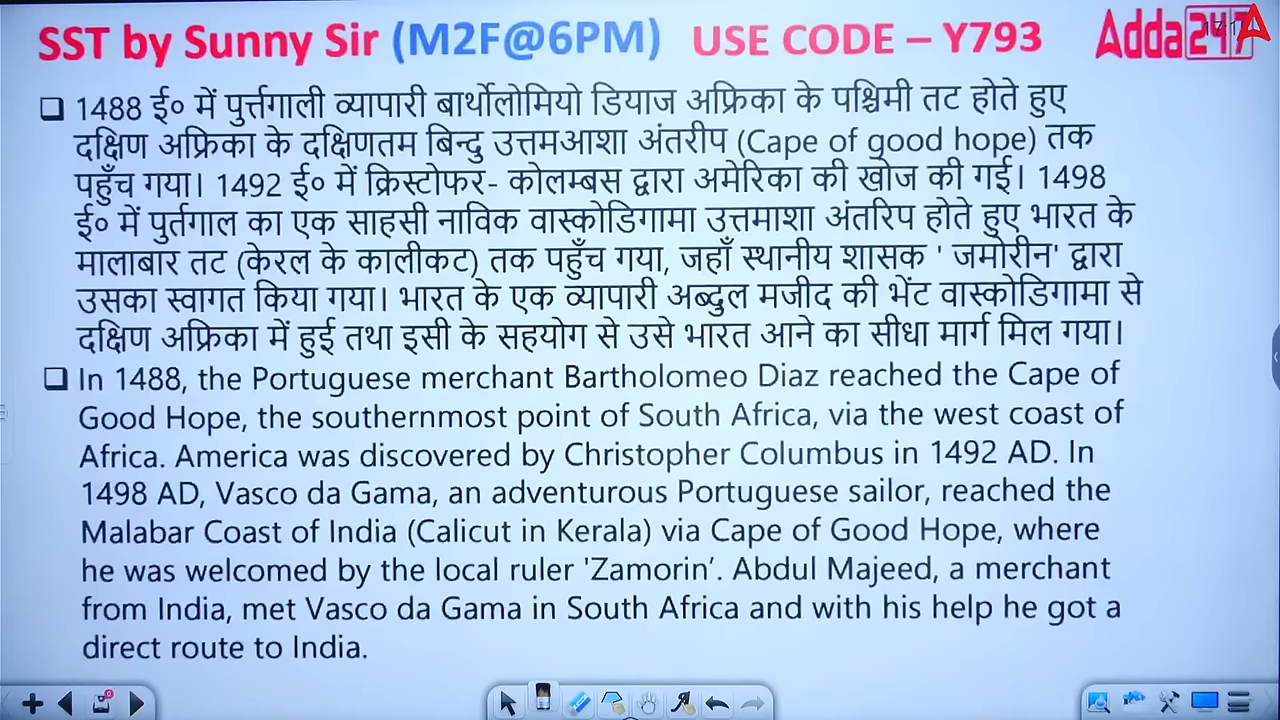 SST by Sunny Sir (M2F@6PM) USE CODE – Y793 Adda247
❑ 1488 ई० में पुर्त्तगाली व्यापारी बार्थोलोमियो डियाज अफ्रिका के पश्चिमी तट होते हुए
दक्षिण अफ्रिका के दक्षिणतम बिन्दु उत्तमआशा अंतरीप (Cape of good hope) तक
पहुँच गया। 1492 ई० में क्रिस्टोफर- कोलम्बस द्वारा अमेरिका की खोज की गई। 1498
ई० में पुर्तगाल का एक साहसी नाविक वास्कोडिगामा उत्तमाशा अंतरिप होते हुए भारत के
मालाबार तट (केरल के कालीकट) तक पहुँच गया, जहाँ स्थानीय शासक ' जमोरीन' द्वारा
उसका स्वागत किया गया। भारत के एक व्यापारी अब्दुल मजीद की भेंट वास्कोडिगामा से
दक्षिण अफ्रिका में हुई तथा इसी के सहयोग से उसे भारत आने का सीधा मार्ग मिल गया।
❑ In 1488, the Portuguese merchant Bartholomeo Diaz reached the Cape of
Good Hope, the southernmost point of South Africa, via the west coast of
Africa. America was discovered by Christopher Columbus in 1492 AD. In
1498 AD, Vasco da Gama, an adventurous Portuguese sailor, reached the
Malabar Coast of India (Calicut in Kerala) via Cape of Good Hope, where
he was welcomed by the local ruler 'Zamorin’. Abdul Majeed, a merchant
from India, met Vasco da Gama in South Africa and with his help he got a
direct route to India.